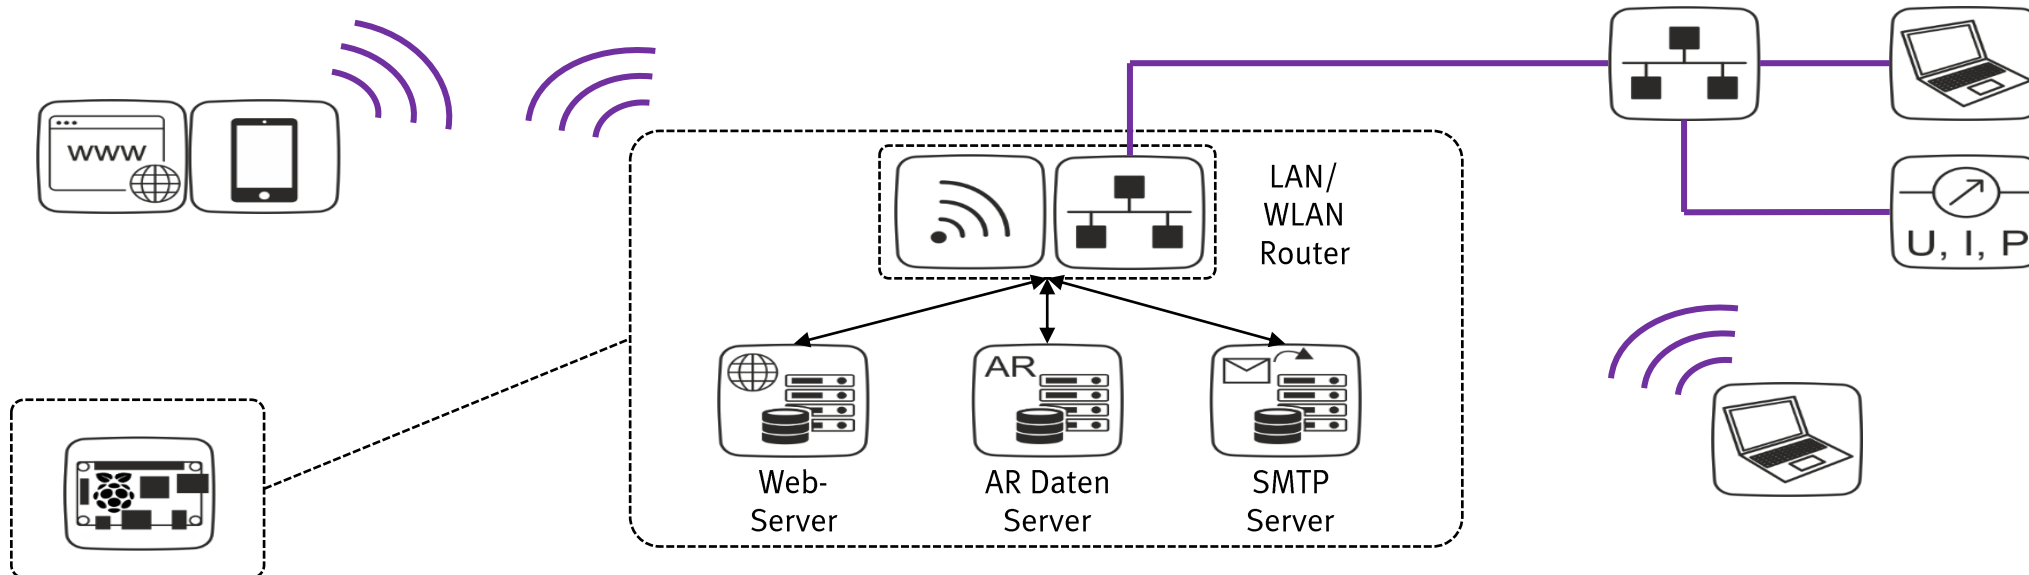 WWW
LAN/
WLAN
Router
U, I, P
AR
Web-
Server
AR Daten
Server
SMTP
Server